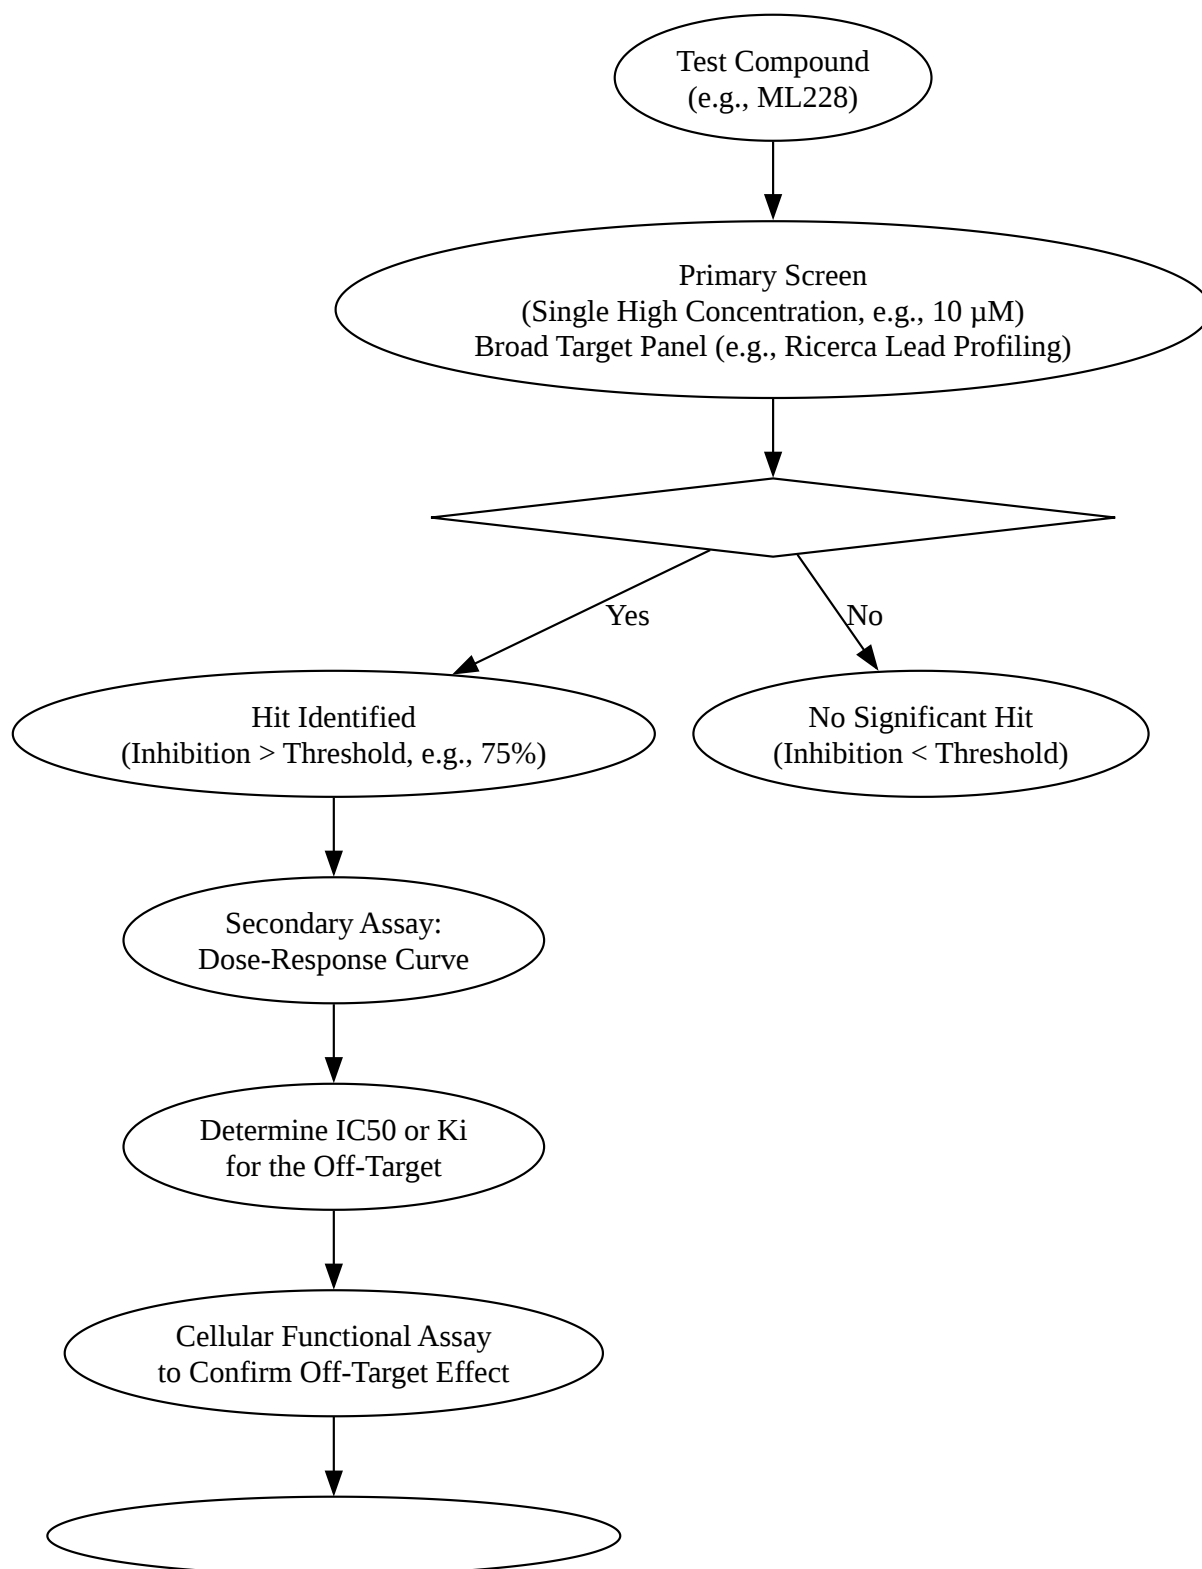 Test Compound
(e.g., ML228)
Primary Screen
(Single High Concentration, e.g., 10 µM)
Broad Target Panel (e.g., Ricerca Lead Profiling)
Yes
No
Hit Identified
(Inhibition > Threshold, e.g., 75%)
No Significant Hit
(Inhibition < Threshold)
Secondary Assay:
Dose-Response Curve
Determine IC50 or Ki
for the Off-Target
Cellular Functional Assay
to Confirm Off-Target Effect